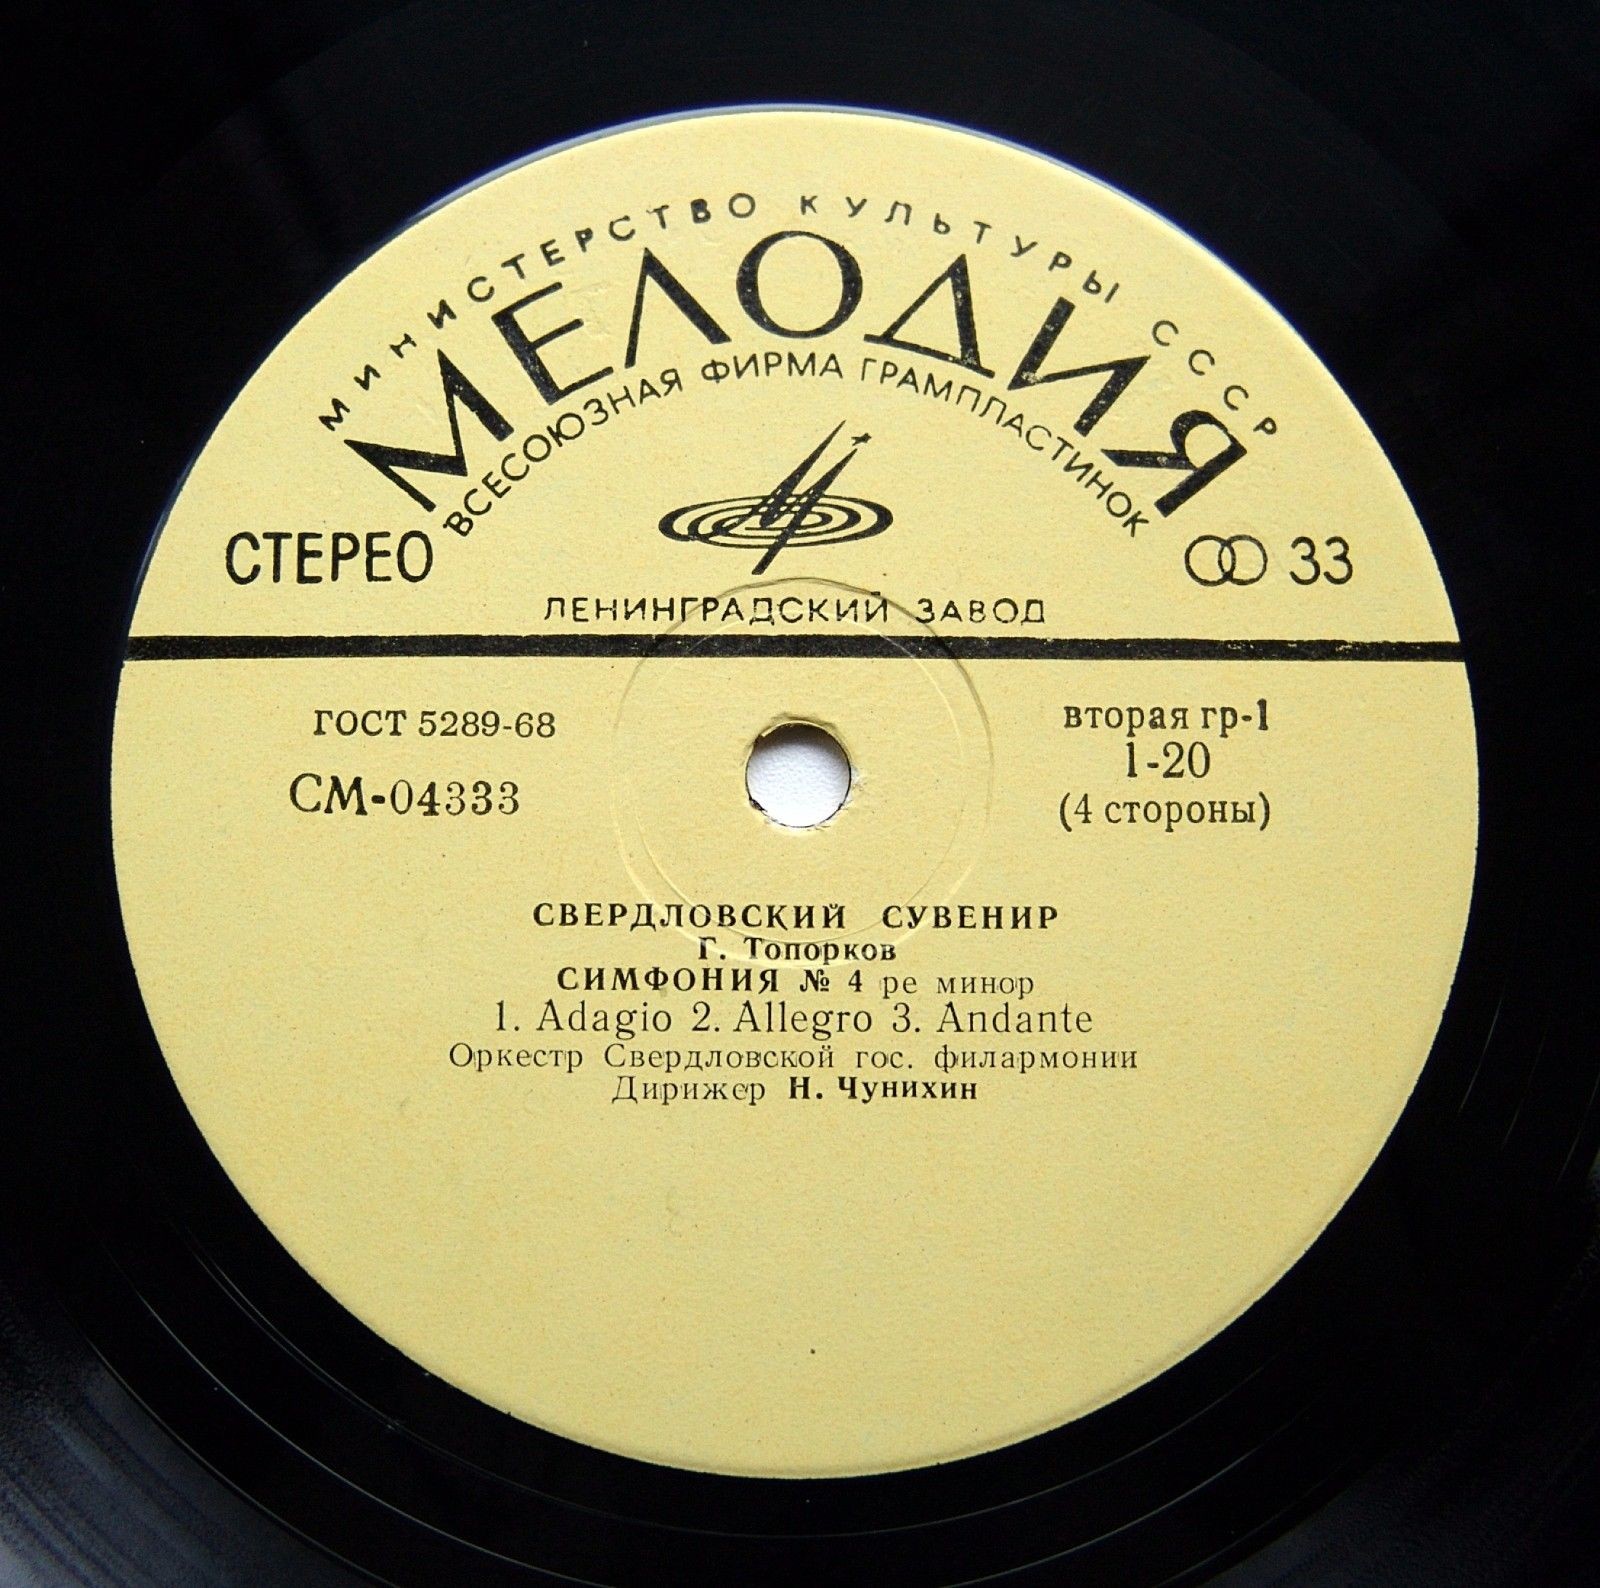 МИНИСТЕРСТВО КУЛЬТУРЫ СССР
МЕЛОДИЯ
ВСЕСОЮЗНАЯ ФИРМА ГРАМПЛАСТИНОК
СТЕРЕО
33
ЛЕНИНГРАДСКИЙ ЗАВОД
ГОСТ 5289-68
СМ-04333
вторая гр-1
1-20
(4 стороны)
СВЕРДЛОВСКИЙ СУВЕНИР
Г. Топорков
СИМФОНИЯ № 4 ре минор
1. Adagio 2. Allegro 3. Andante
Оркестр Свердловской гос. филармонии
Дирижер Н. Чунихин